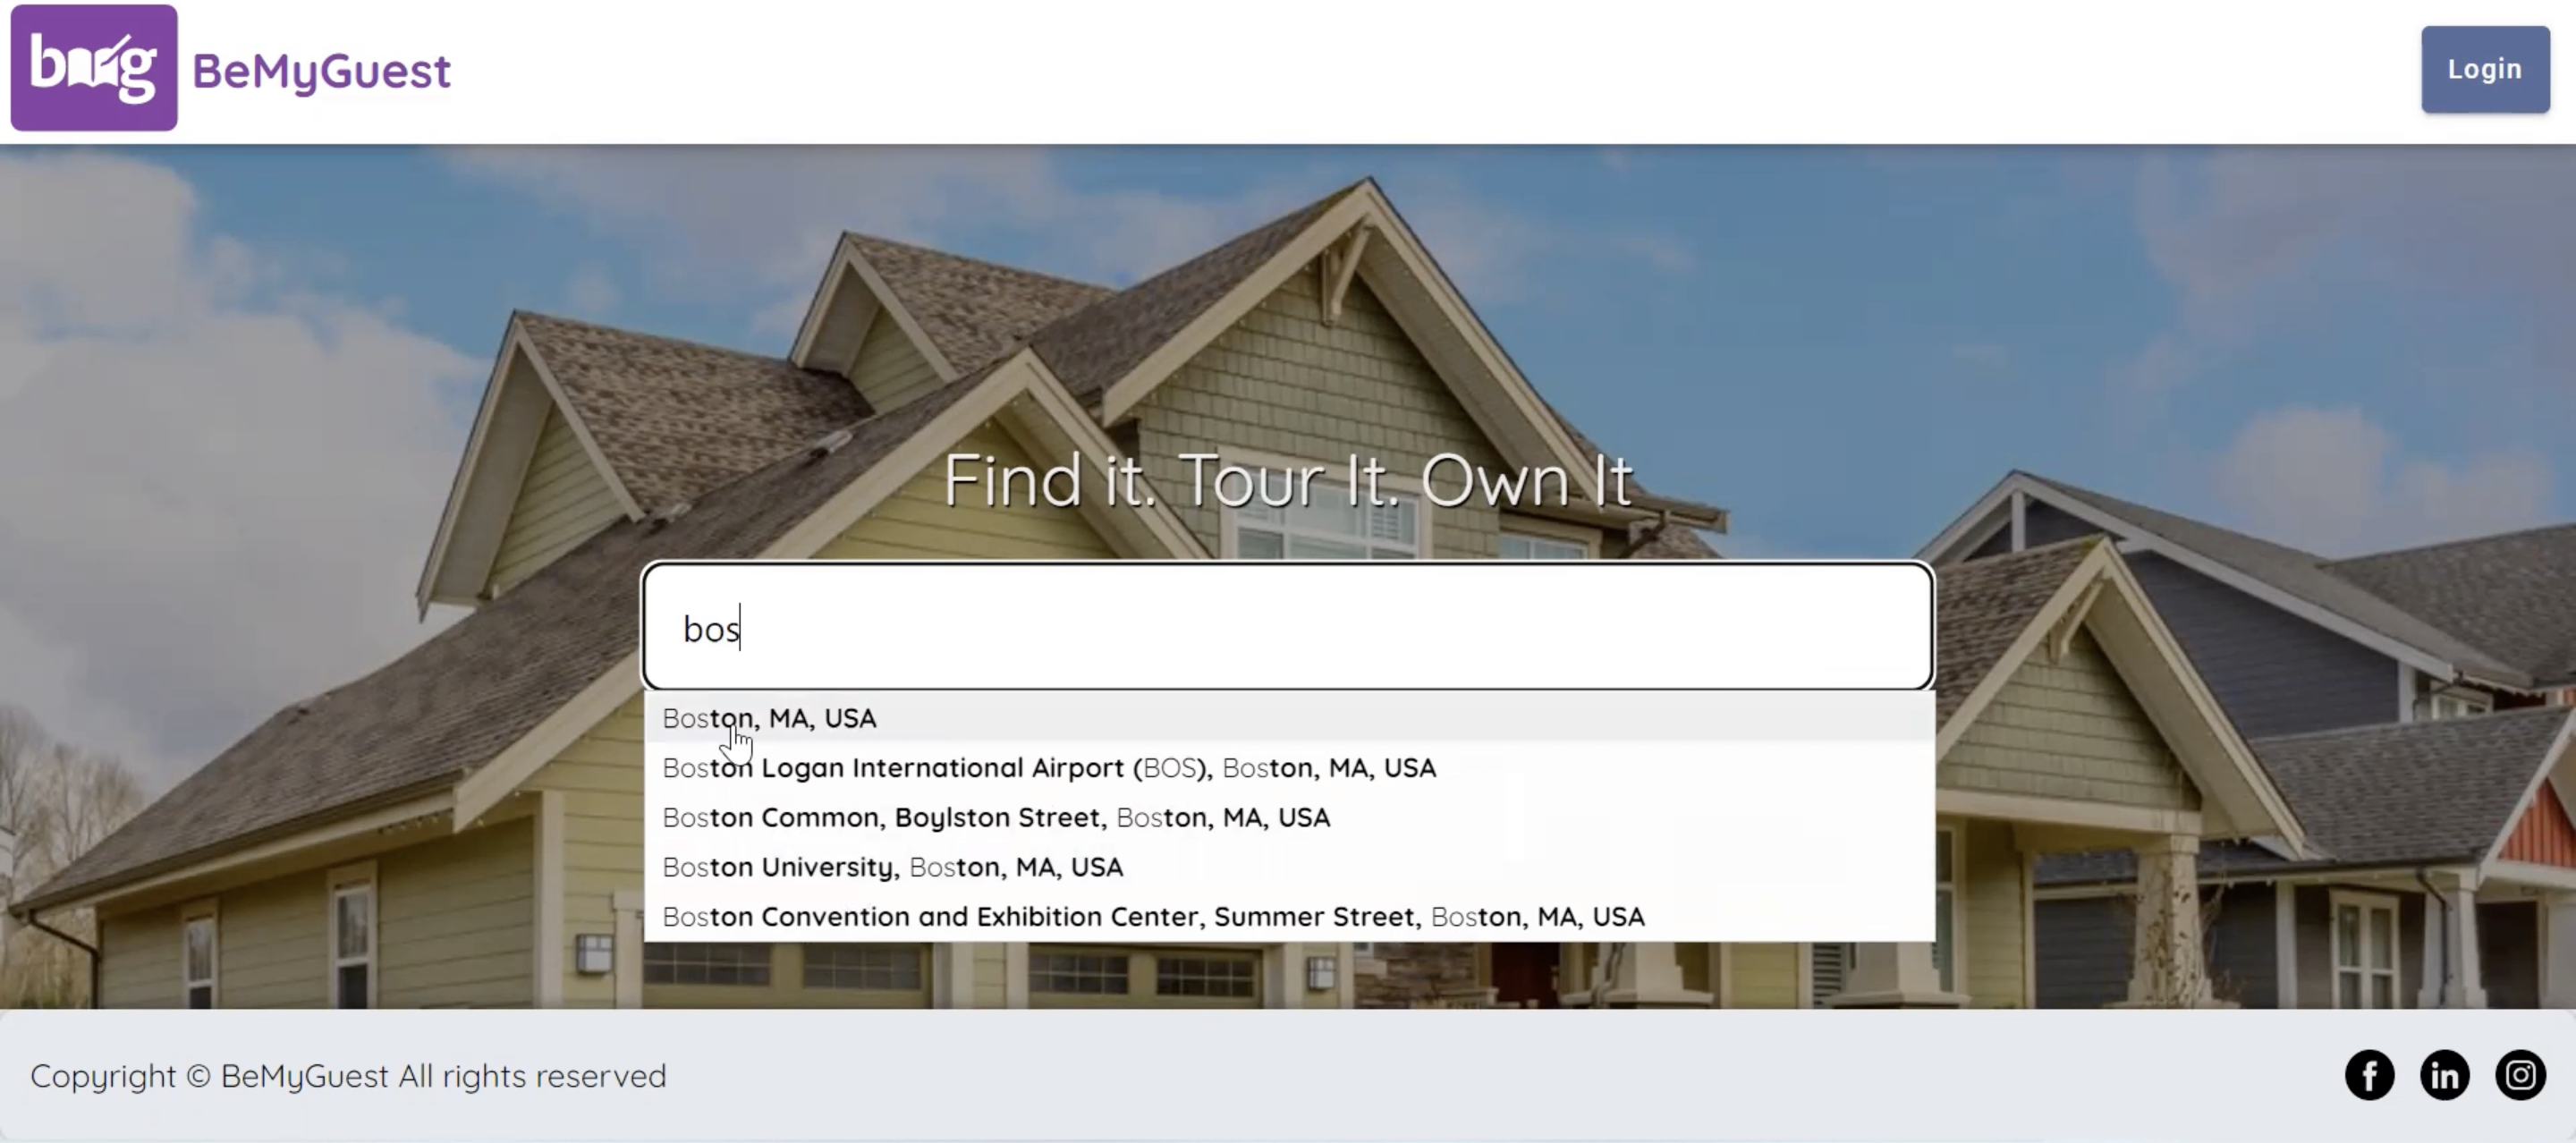 bmg BeMyGuest
Login
Find it. Tour It. Own It
bos
Boston, MA, USA
Boston Logan International Airport (BOS), Boston, MA, USA
Boston Common, Boylston Street, Boston, MA, USA
Boston University, Boston, MA, USA
Boston Convention and Exhibition Center, Summer Street, Boston, MA, USA
Copyright © BeMyGuest All rights reserved
f in